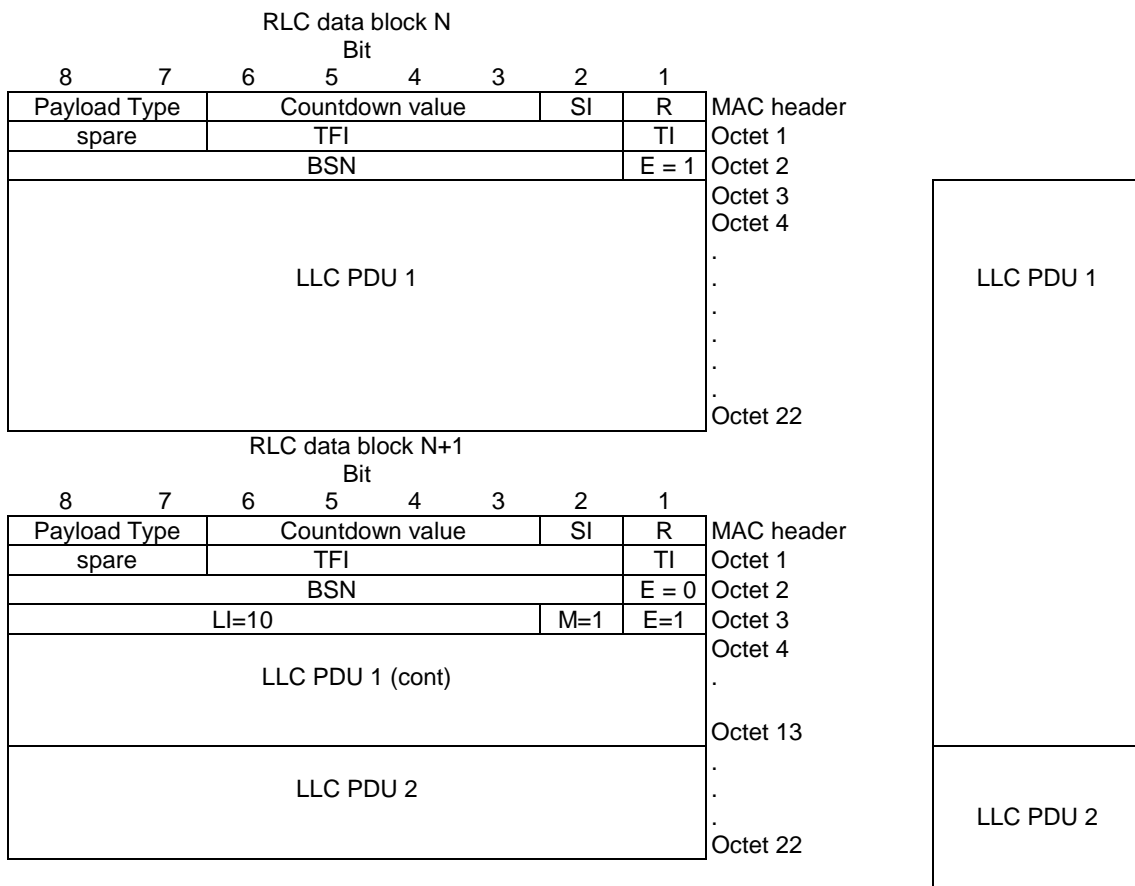 RLC data block N
Bit
8 7 6 5 4 3 2 1
Payload Type Countdown value SI R MAC header
spare TFI TI Octet 1
BSN E = 1 Octet 2
Octet 3
Octet 4
.
LLC PDU 1 . LLC PDU 1
.
.
.
.
Octet 22
RLC data block N+1
Bit
8 7 6 5 4 3 2 1
Payload Type Countdown value SI R MAC header
spare TFI TI Octet 1
BSN E = 0 Octet 2
LI=10 M=1 E=1 Octet 3
Octet 4
LLC PDU 1 (cont) .
Octet 13
.
LLC PDU 2 .
. LLC PDU 2
Octet 22